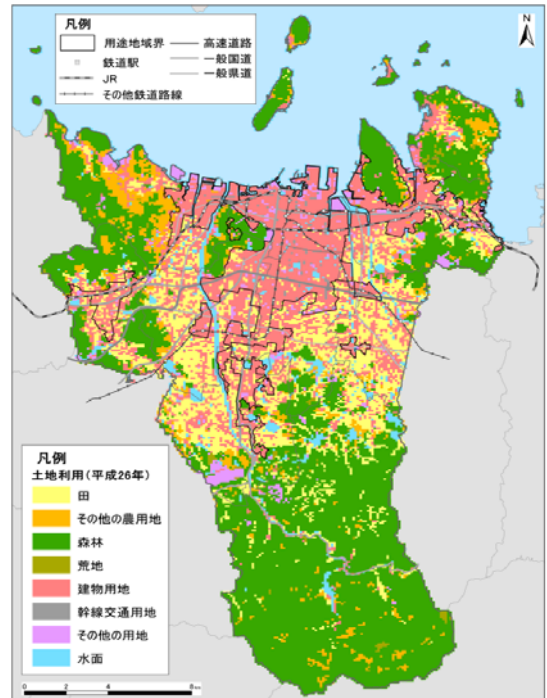 凡例
用途地域界
鉄道駅
JR
その他鉄道路線
高速道路
一般国道
一般県道
N
凡例
土地利用(平成26年)
田
その他の農用地
森林
荒地
建物用地
幹線交通用地
その他の用地
水面
0 2 4 8